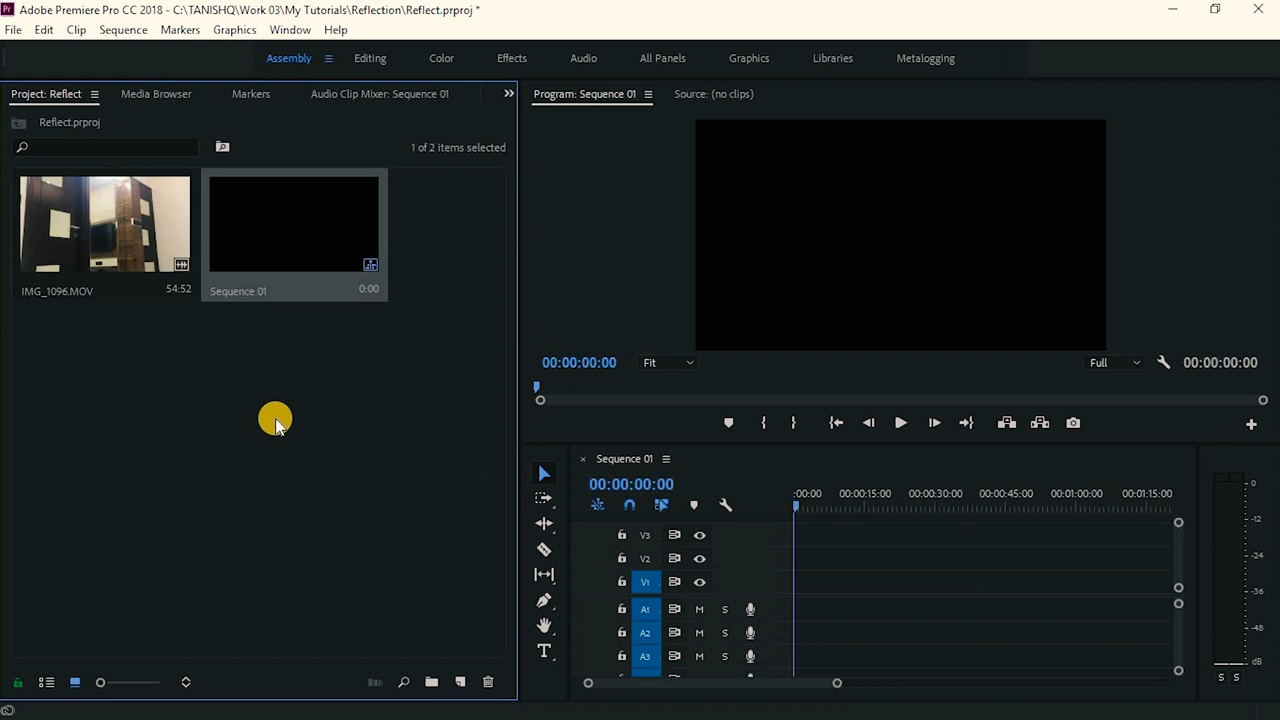 Pr Adobe Premiere Pro CC 2018 - C:\TANISHQ\Work 03\My Tutorials\Reflection\Reflect.prproj *
File Edit Clip Sequence Markers Graphics Window Help
Assembly Editing Color Effects Audio All Panels Graphics Libraries Metalogging
Project: Reflect Media Browser Markers Audio Clip Mixer: Sequence 01
Program: Sequence 01 Source: (no clips)
Reflect.prproj
1 of 2 items selected
IMG_1096.MOV 54:52
Sequence 01 0:00
00:00:00:00 Fit Full 00:00:00:00
Sequence 01
00:00:00:00
:00:00 00:00:15:00 00:00:30:00 00:00:45:00 00:01:00:00 00:01:15:00
V3
V2
V1
A1 M S
A2 M S
A3 M S
T
0
-12
-24
-36
-48
dB
S S